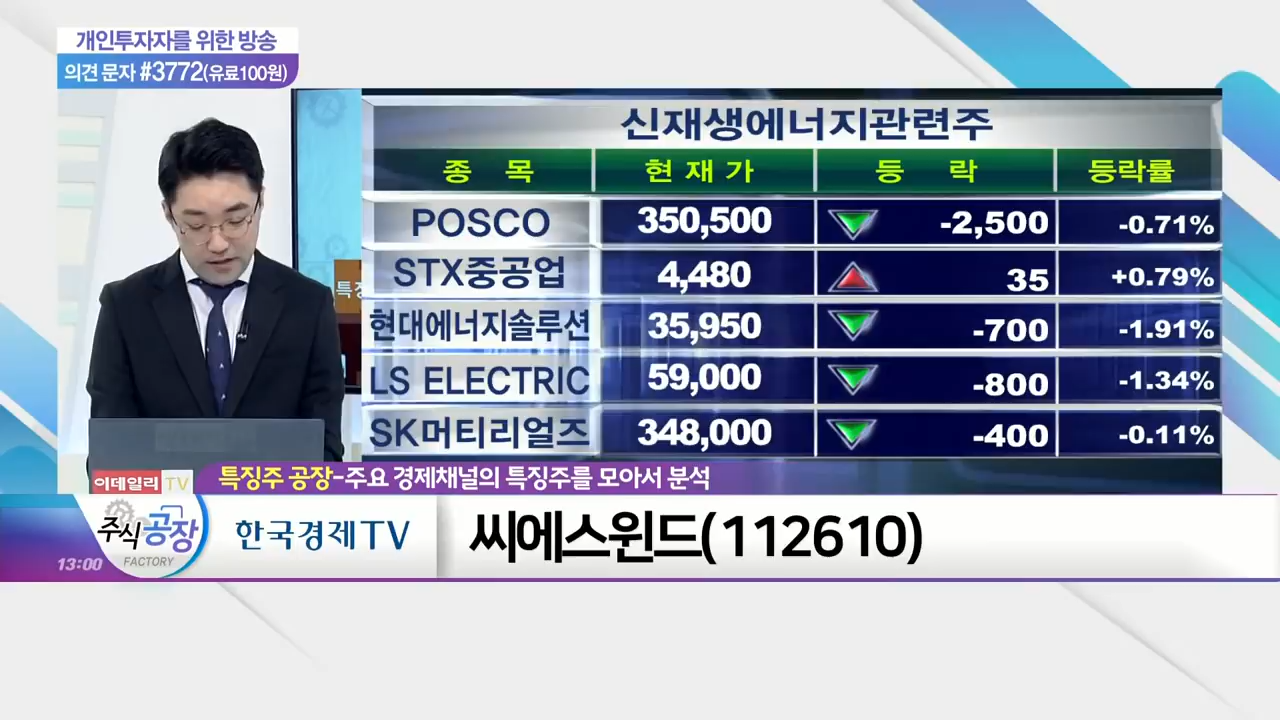 개인투자자를 위한 방송
의견 문자 #3772(유료100원)
신재생에너지관련주
종 목 현 재 가 등 락 등락률
POSCO 350,500 -2,500 -0.71%
STX중공업 4,480 35 +0.79%
현대에너지솔루션 35,950 -700 -1.91%
LS ELECTRIC 59,000 -800 -1.34%
SK머티리얼즈 348,000 -400 -0.11%
이데일리 TV
특징주 공장-주요 경제채널의 특징주를 모아서 분석
주식공장
FACTORY
13:00
한국경제TV
씨에스윈드(112610)